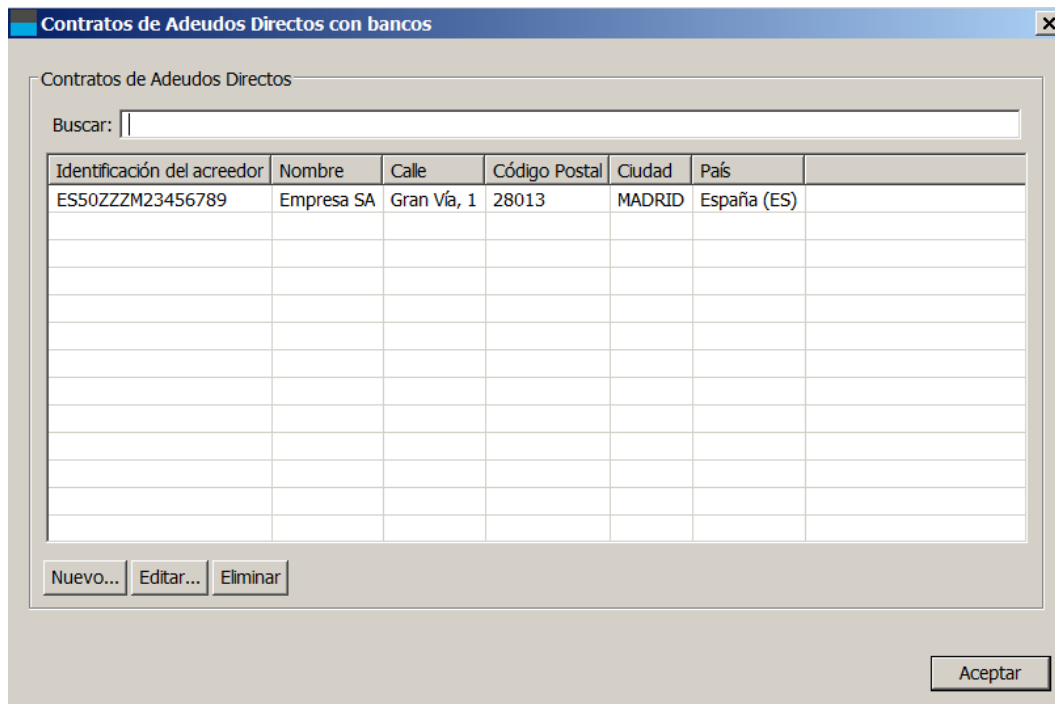 Contratos de Adeudos Directos con bancos
Contratos de Adeudos Directos
Buscar:
Identificación del acreedor Nombre Calle Código Postal Ciudad País
ES50ZZZM23456789 Empresa SA Gran Vía, 1 28013 MADRID España (ES)
Nuevo... Editar... Eliminar
Aceptar